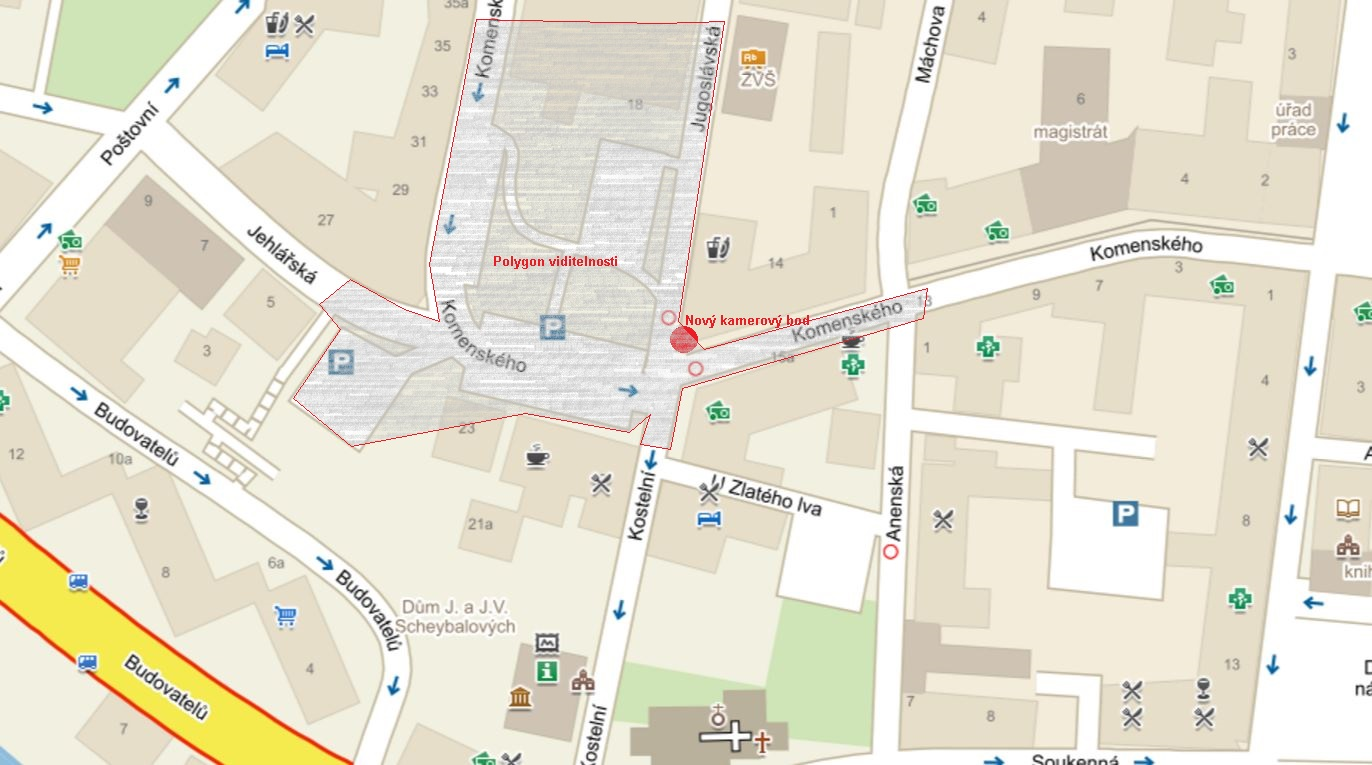 35a
Komensk
Jugoslávská
Máchova
4
35
ZVŠ
3
33
18
6
úřad
práce
magistrát
Poštovní
31
29
4
2
9
27
1
7
Jehlářská
14
Komenského
Polygon viditelnosti
3
5
7
9
1
13
Nový kamerový bod
Komenského
Komenského
P
P
3
1
15a
4
3
Budovatelů
23
12
10a
U Zlatého lva
Kostelní
Anenská
P
21a
8
8
6a
knih
Budovatelů
Dům J. a J.V.
Scheybalových
4
13
Budovatelů
7
7
8
Kostelní
Soukenná